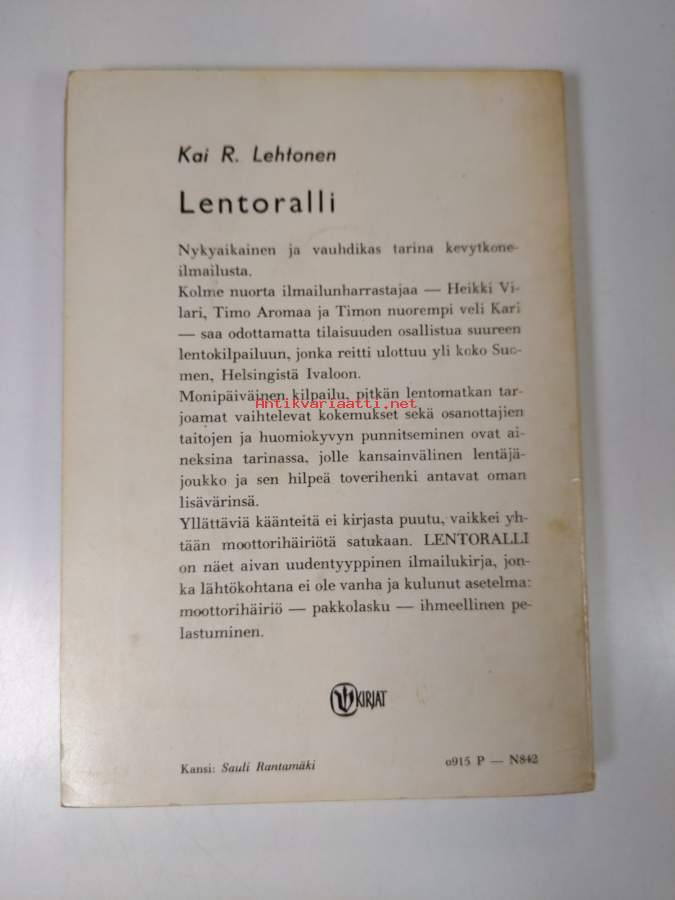 Kai R. Lehtonen
Lentoralli
Nykyaikainen ja vauhdikas tarina kevytkone-
ilmailusta.
Kolme nuorta ilmailunharrastajaa — Heikki Vi-
lari, Timo Aromaa ja Timon nuorempi veli Kari
— saa odottamatta tilaisuuden osallistua suureen
lentokilpailuun, jonka reitti ulottuu yli koko Suo-
men, Helsingistä Ivaloon.
Monipäiväinen kilpailu, pitkän lentomatkan tar-
Antikvariaatti.net
joamat vaihtelevat kokemukset sekä osanottajien
taitojen ja huomiokyvyn punnitseminen ovat ai-
neksina tarinassa, jolle kansainvälinen lentäjä-
joukko ja sen hilpeä toverihenki antavat oman
lisävärinsä.
Yllättäviä käänteitä ei kirjasta puutu, vaikkei yh-
tään moottorihäiriötä satukaan. LENTORALLI
on näet aivan uudentyyppinen ilmailukirja, jon-
ka lähtökohtana ei ole vanha ja kulunut asetelma:
moottorihäiriö — pakkolasku — ihmeellinen pe-
lastuminen.
KIRJAT
Kansi: Sauli Rantamäki
0915 P — N842